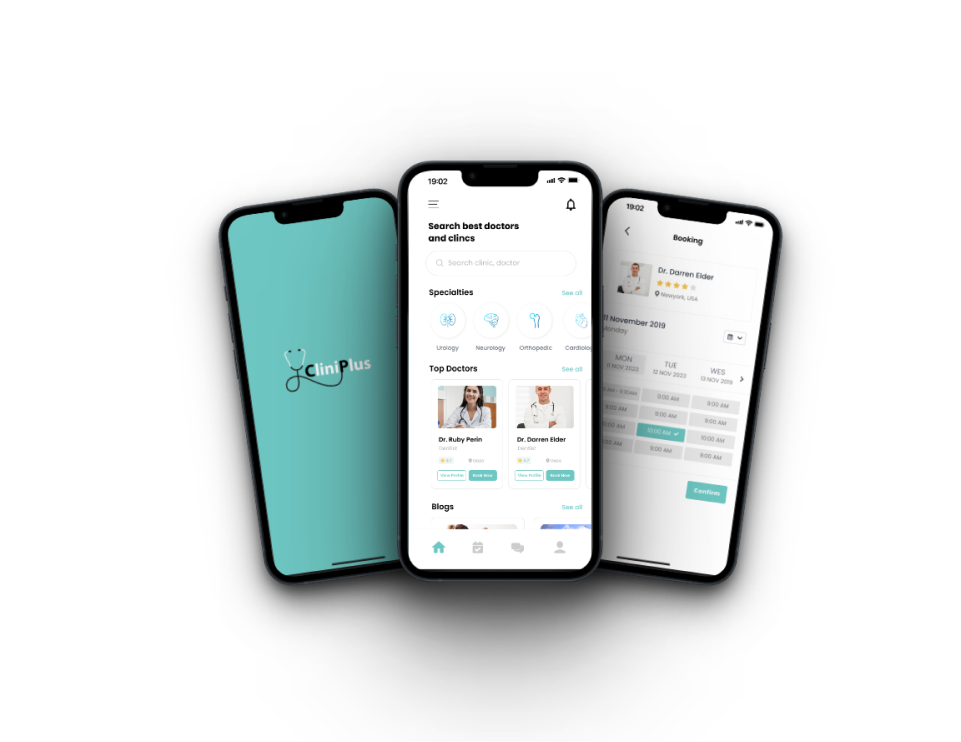 CliniPlus
19:02
Search best doctors
and clincs
Search clinic, doctor
Specialties
See all
Urology
Neurology
Orthopedic
Cardiolog
Top Doctors
See all
Dr. Ruby Perin
Dentist
View Profile
Book Now
Dr. Darren Elder
Dentist
View Profile
Book Now
Blogs
See all
19:02
Booking
Dr. Darren Elder
Newyork, USA
11 November 2019
Monday
MON
11 NOV 2023
TUE
12 NOV 2023
WES
13 NOV 2019
9:00 AM
9:00 AM
9:00 AM
9:00 AM
9:00 AM
10:00 AM
10:00 AM
9:00 AM
9:00 AM
Confirm